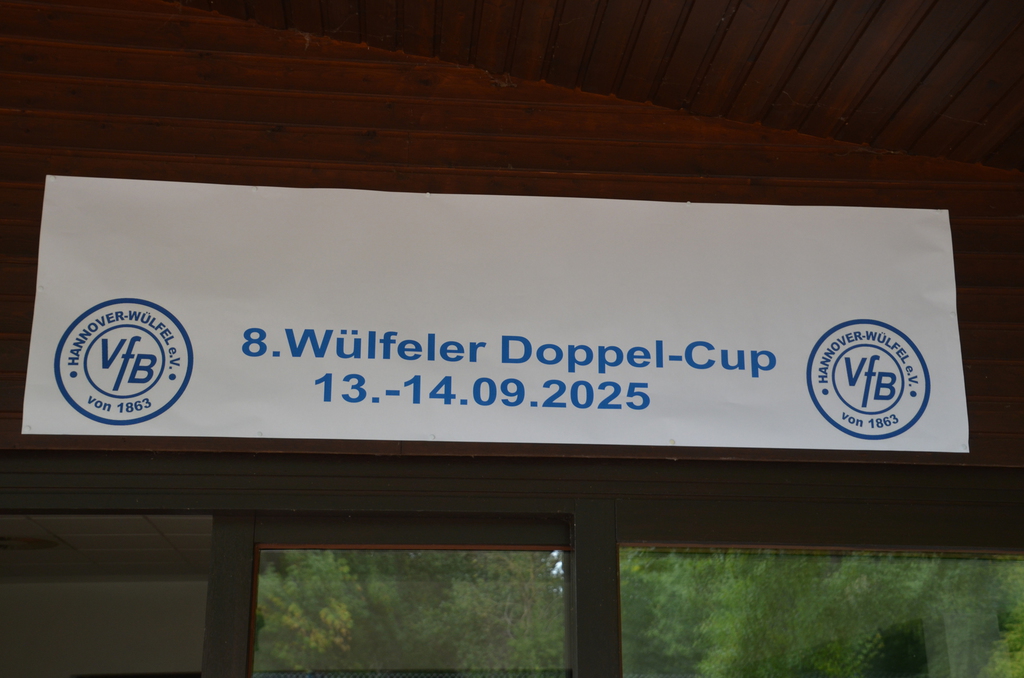 HANNOVER-WÜLFEL e.V.
VfB
von 1863
8.Wülfeler Doppel-Cup
13.-14.09.2025
HANNOVER-WÜLFEL e.V.
VfB
von 1863